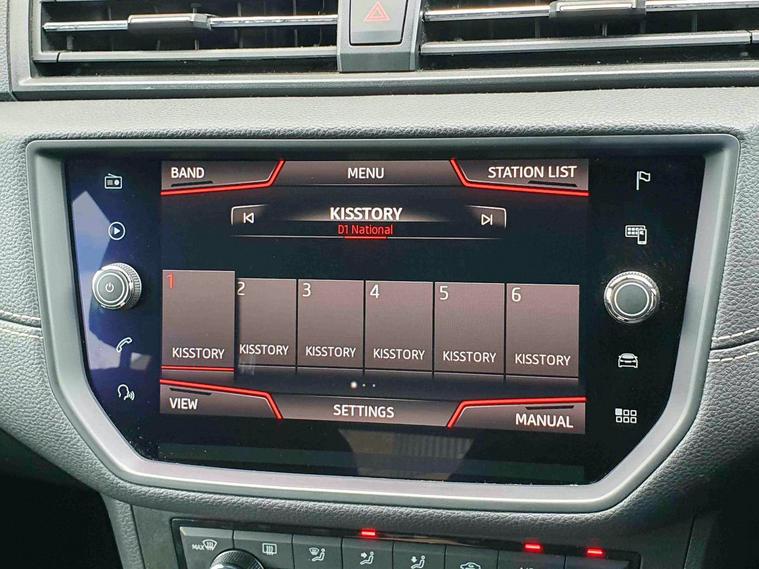 BAND MENU STATION LIST
KISSTORY
D1 National
1 2 3 4 5 6
KISSTORY KISSTORY KISSTORY KISSTORY KISSTORY KISSTORY
VIEW SETTINGS MANUAL
MAX